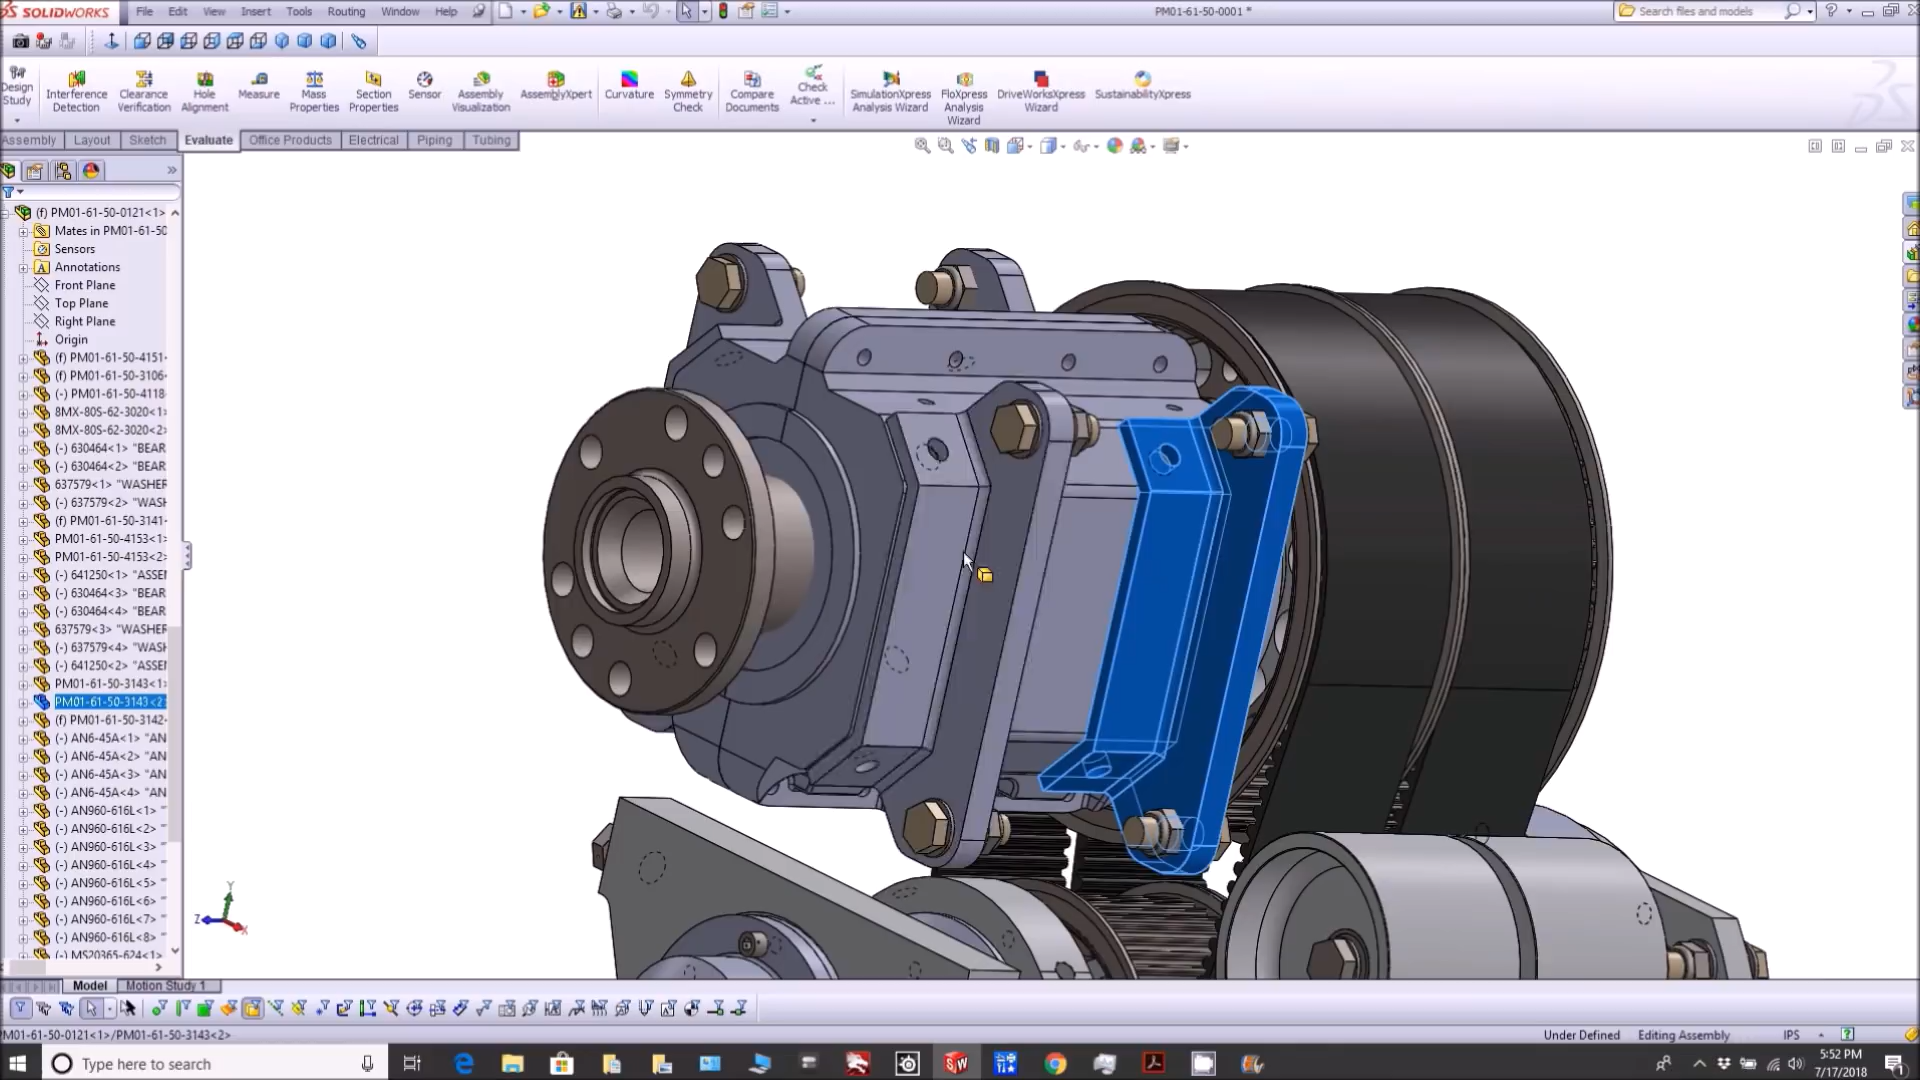 SOLIDWORKS File Edit View Insert Tools Routing Window Help PM01-61-50-0001 * Search files and models
Design Study
Interference Detection
Clearance Verification
Hole Alignment
Measure
Mass Properties
Section Properties
Sensor
Assembly Visualization
AssemblyXpert
Curvature
Symmetry Check
Compare Documents
Check Active ...
SimulationXpress Analysis Wizard
FloXpress Analysis Wizard
DriveWorksXpress Wizard
SustainabilityXpress
Assembly Layout Sketch Evaluate Office Products Electrical Piping Tubing
(f) PM01-61-50-0121<1>
Mates in PM01-61-50
Sensors
Annotations
Front Plane
Top Plane
Right Plane
Origin
(f) PM01-61-50-4151
(f) PM01-61-50-3106
(-) PM01-61-50-4118
8MX-80S-62-3020<1>
8MX-80S-62-3020<2>
(-) 630464<1> "BEAR
(-) 630464<2> "BEAR
637579<1> "WASHER
(-) 637579<2> "WASH
(f) PM01-61-50-3141
PM01-61-50-4153<1>
PM01-61-50-4153<2>
(-) 641250<1> "ASSEM
(-) 630464<3> "BEAR
(-) 630464<4> "BEAR
637579<3> "WASHER
(-) 637579<4> "WASH
(-) 641250<2> "ASSEM
PM01-61-50-3143<1>
PM01-61-50-3143<2>
(f) PM01-61-50-3142
(-) AN6-45A<1> "AN
(-) AN6-45A<2> "AN
(-) AN6-45A<3> "AN
(-) AN6-45A<4> "AN
(-) AN960-616L<1> "
(-) AN960-616L<2> "
(-) AN960-616L<3> "
(-) AN960-616L<4> "
(-) AN960-616L<5> "
(-) AN960-616L<6> "
(-) AN960-616L<7> "
(-) AN960-616L<8> "
(-) MS20365-624<1>
Y
Z
X
Model Motion Study 1
PM01-61-50-0121<1>/PM01-61-50-3143<2> Under Defined Editing Assembly IPS
Type here to search
5:52 PM
7/17/2018